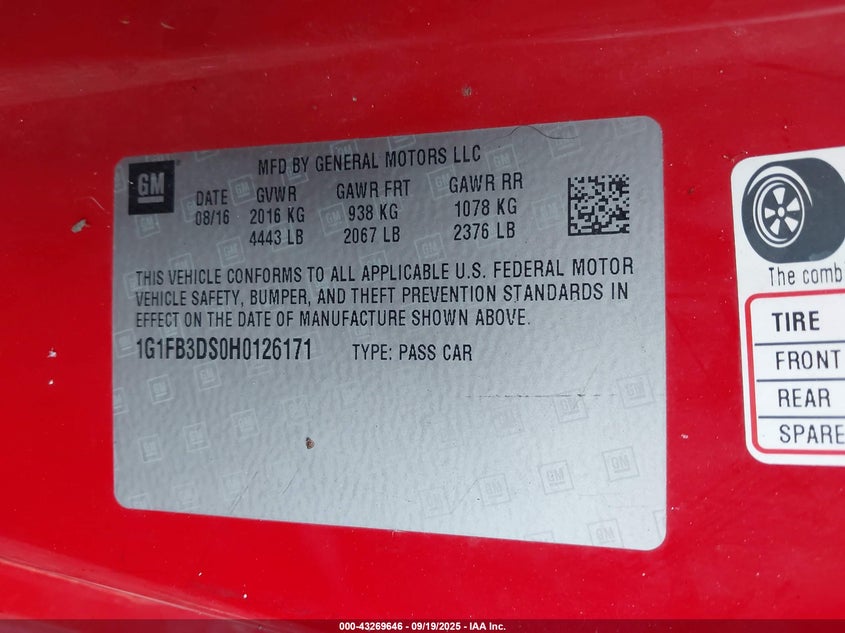 GM
MFD BY GENERAL MOTORS LLC
DATE GVWR GAWR FRT GAWR RR
08/16 2016 KG 938 KG 1078 KG
4443 LB 2067 LB 2376 LB
THIS VEHICLE CONFORMS TO ALL APPLICABLE U.S. FEDERAL MOTOR
VEHICLE SAFETY, BUMPER, AND THEFT PREVENTION STANDARDS IN
EFFECT ON THE DATE OF MANUFACTURE SHOWN ABOVE.
1G1FB3DS0H0126171 TYPE: PASS CAR
The comb
TIRE
FRONT
REAR
SPARE
000-43269646 - 09/19/2025 - IAA Inc.